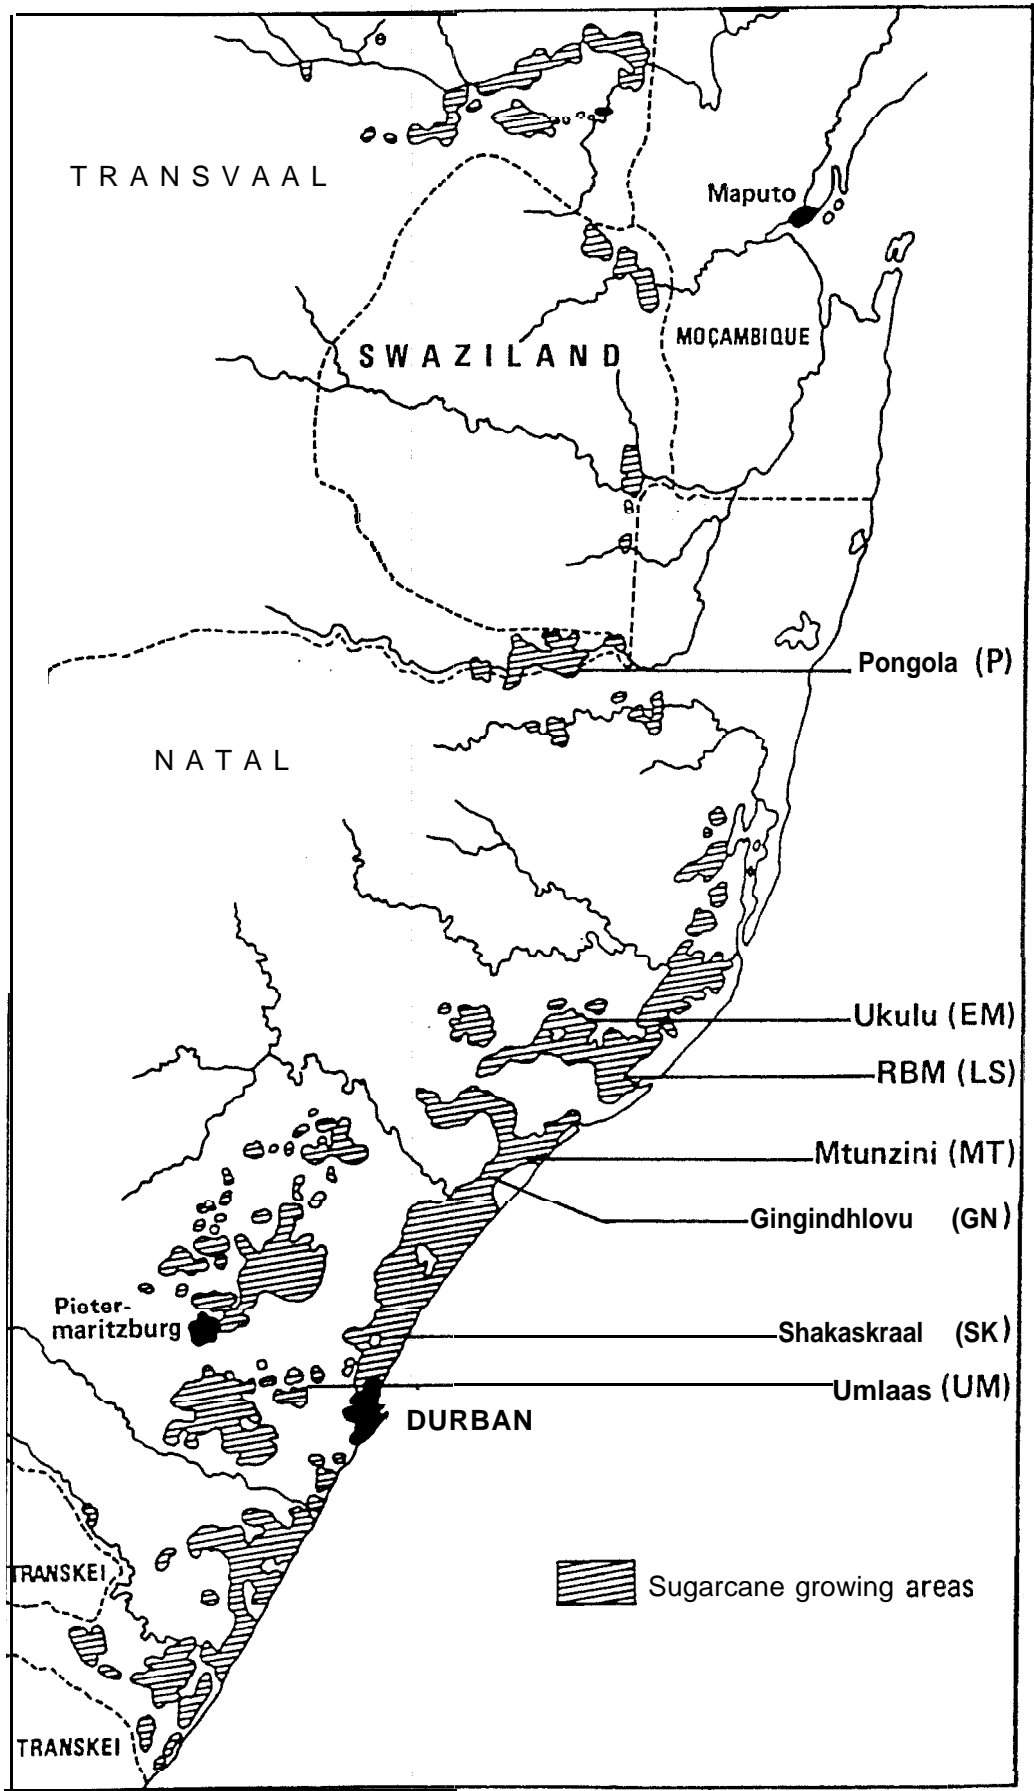 TRANSVAAL
Maputo
MOÇAMBIQUE
SWAZILAND
Pongola (P)
NATAL
Ukulu (EM)
RBM (LS)
Mtunzini (MT)
Gingindhlovu (GN)
Pieter-
maritzburg
Shakaskraal (SK)
Umlaas (UM)
DURBAN
TRANSKEI
Sugarcane growing areas
TRANSKEI